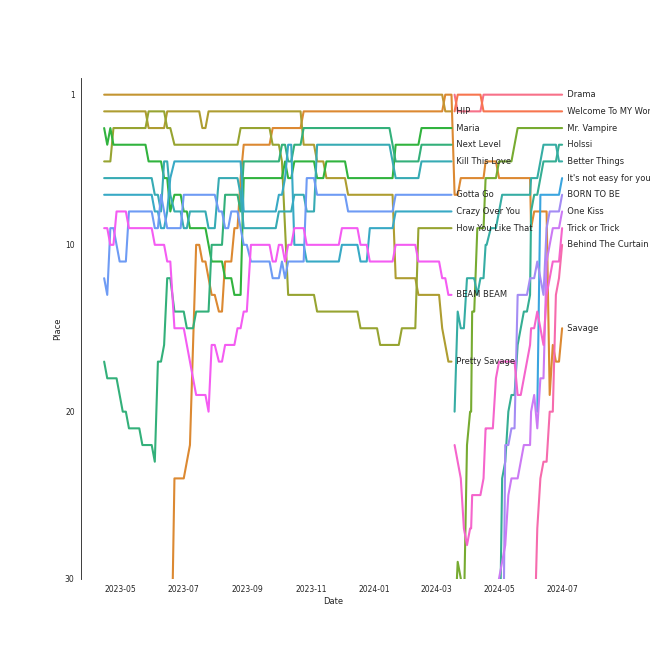 1
10
20
30
Place
2023-05
2023-07
2023-09
2023-11
2024-01
2024-03
2024-05
2024-07
Date
HIP
Maria
Next Level
Kill This Love
Gotta Go
Crazy Over You
How You Like That
BEAM BEAM
Pretty Savage
Drama
Welcome To MY Wor
Mr. Vampire
Holssi
Better Things
It's not easy for you
BORN TO BE
One Kiss
Trick or Trick
Behind The Curtain
Savage